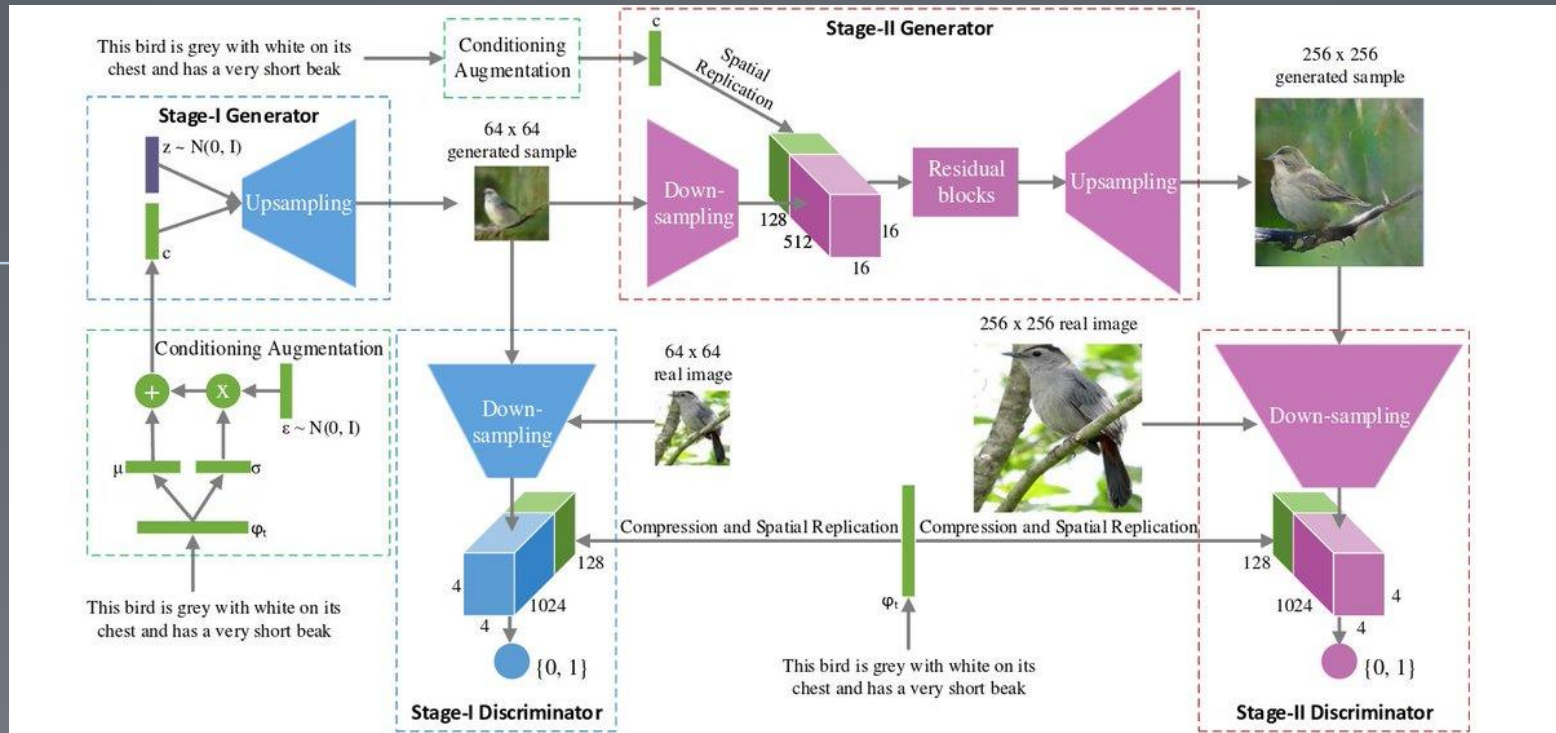 This bird is grey with white on its
chest and has a very short beak
Conditioning
Augmentation
c
Stage-II Generator
Spatial
Replication
256 x 256
generated sample
Stage-I Generator
z ~ N(0, I)
c
Upsampling
64 x 64
generated sample
Down-
sampling
128
512
16
16
Residual
blocks
Upsampling
Conditioning Augmentation
+
X
ε ~ N(0, I)
μ
σ
φt
This bird is grey with white on its
chest and has a very short beak
Down-
sampling
64 x 64
real image
4
4
1024
128
{0, 1}
Stage-I Discriminator
Compression and Spatial Replication
φt
This bird is grey with white on its
chest and has a very short beak
256 x 256 real image
Compression and Spatial Replication
Down-sampling
128
1024
4
4
{0, 1}
Stage-II Discriminator